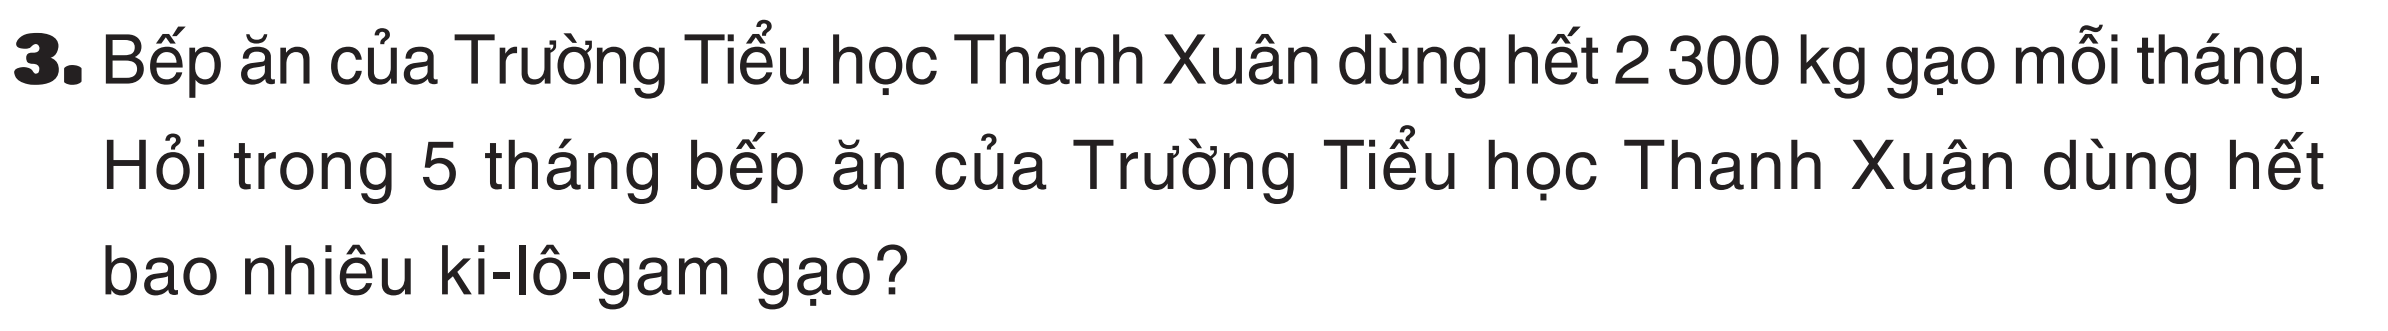 3. Bếp ăn của Trường Tiểu học Thanh Xuân dùng hết 2 300 kg gạo mỗi tháng.
Hỏi trong 5 tháng bếp ăn của Trường Tiểu học Thanh Xuân dùng hết
bao nhiêu ki-lô-gam gạo?